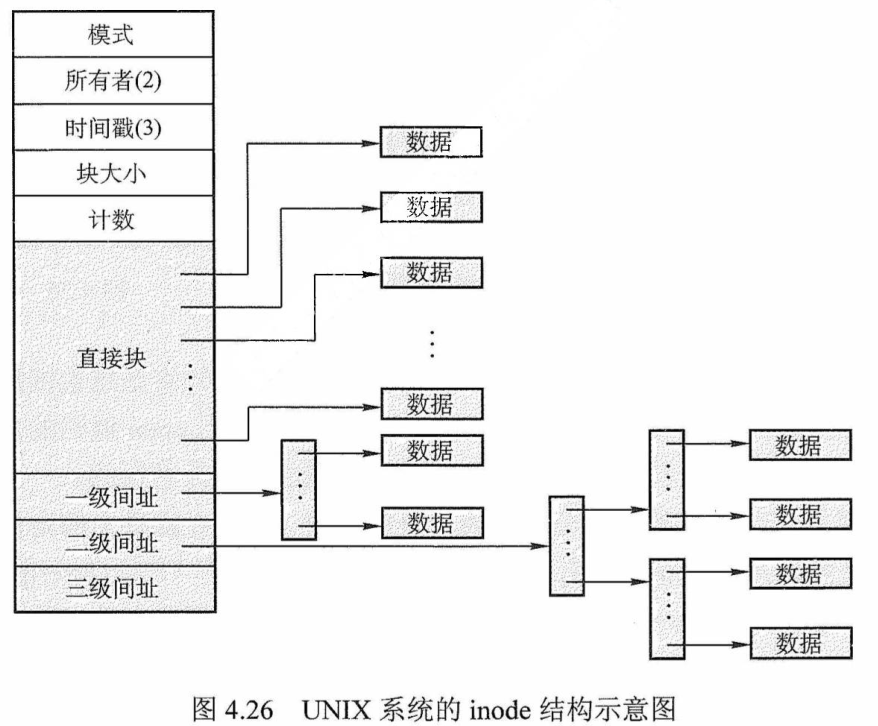 模式
所有者(2)
时间戳(3)
块大小
计数
直接块
一级间址
二级间址
三级间址
数据
数据
数据
数据
数据
数据
数据
数据
数据
数据
图 4.26 UNIX 系统的 inode 结构示意图